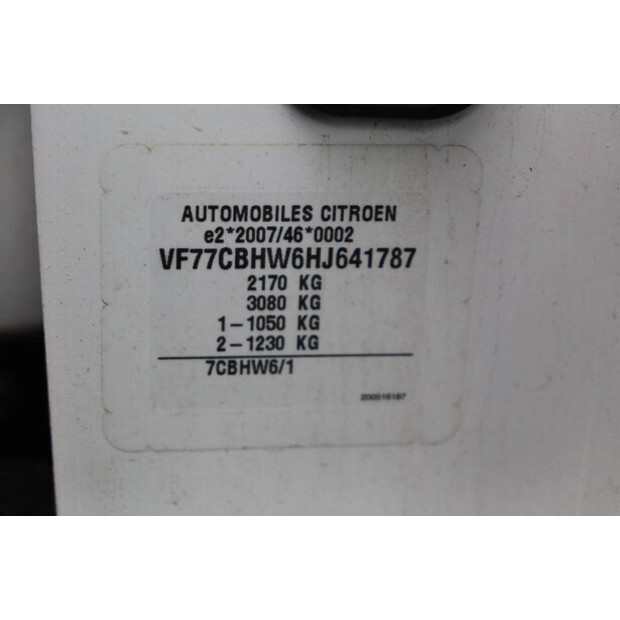 AUTOMOBILES CITROEN
e2*2007/46*0002
VF77CBHW6HJ641787
2170 KG
3080 KG
1-1050 KG
2-1230 KG
7CBHW6/1